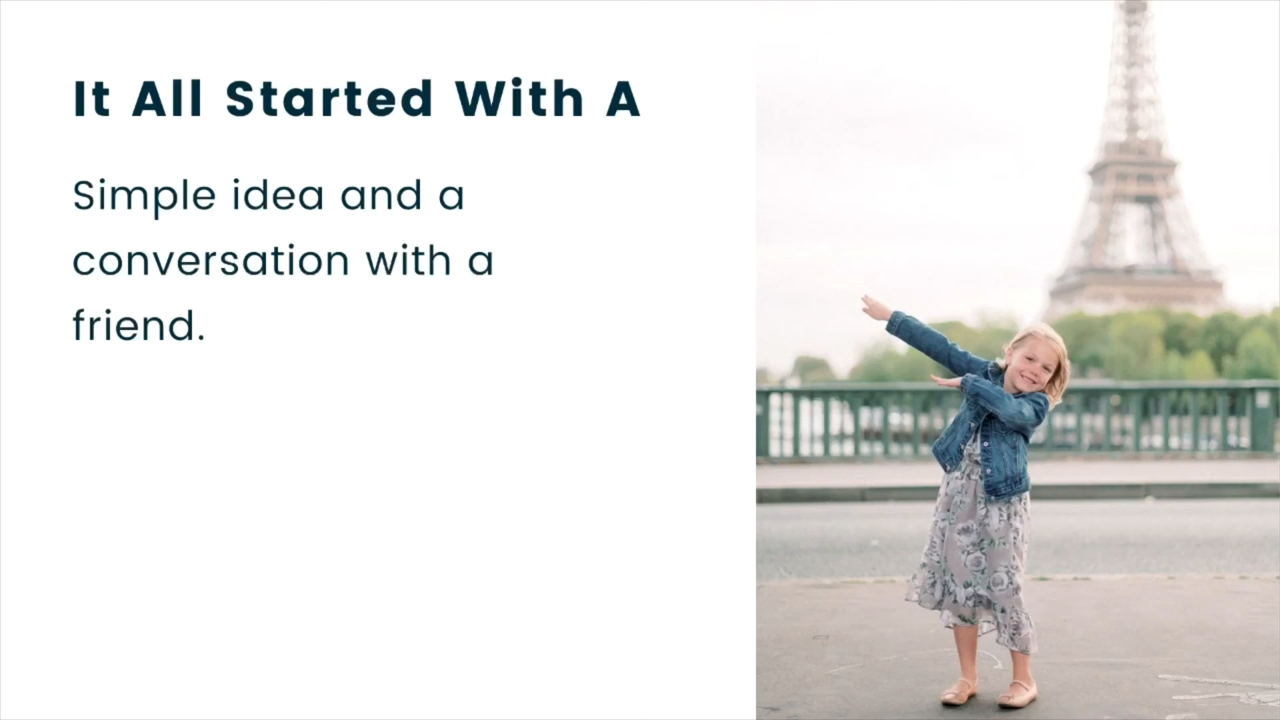 It All Started With A
Simple idea and a
conversation with a
friend.